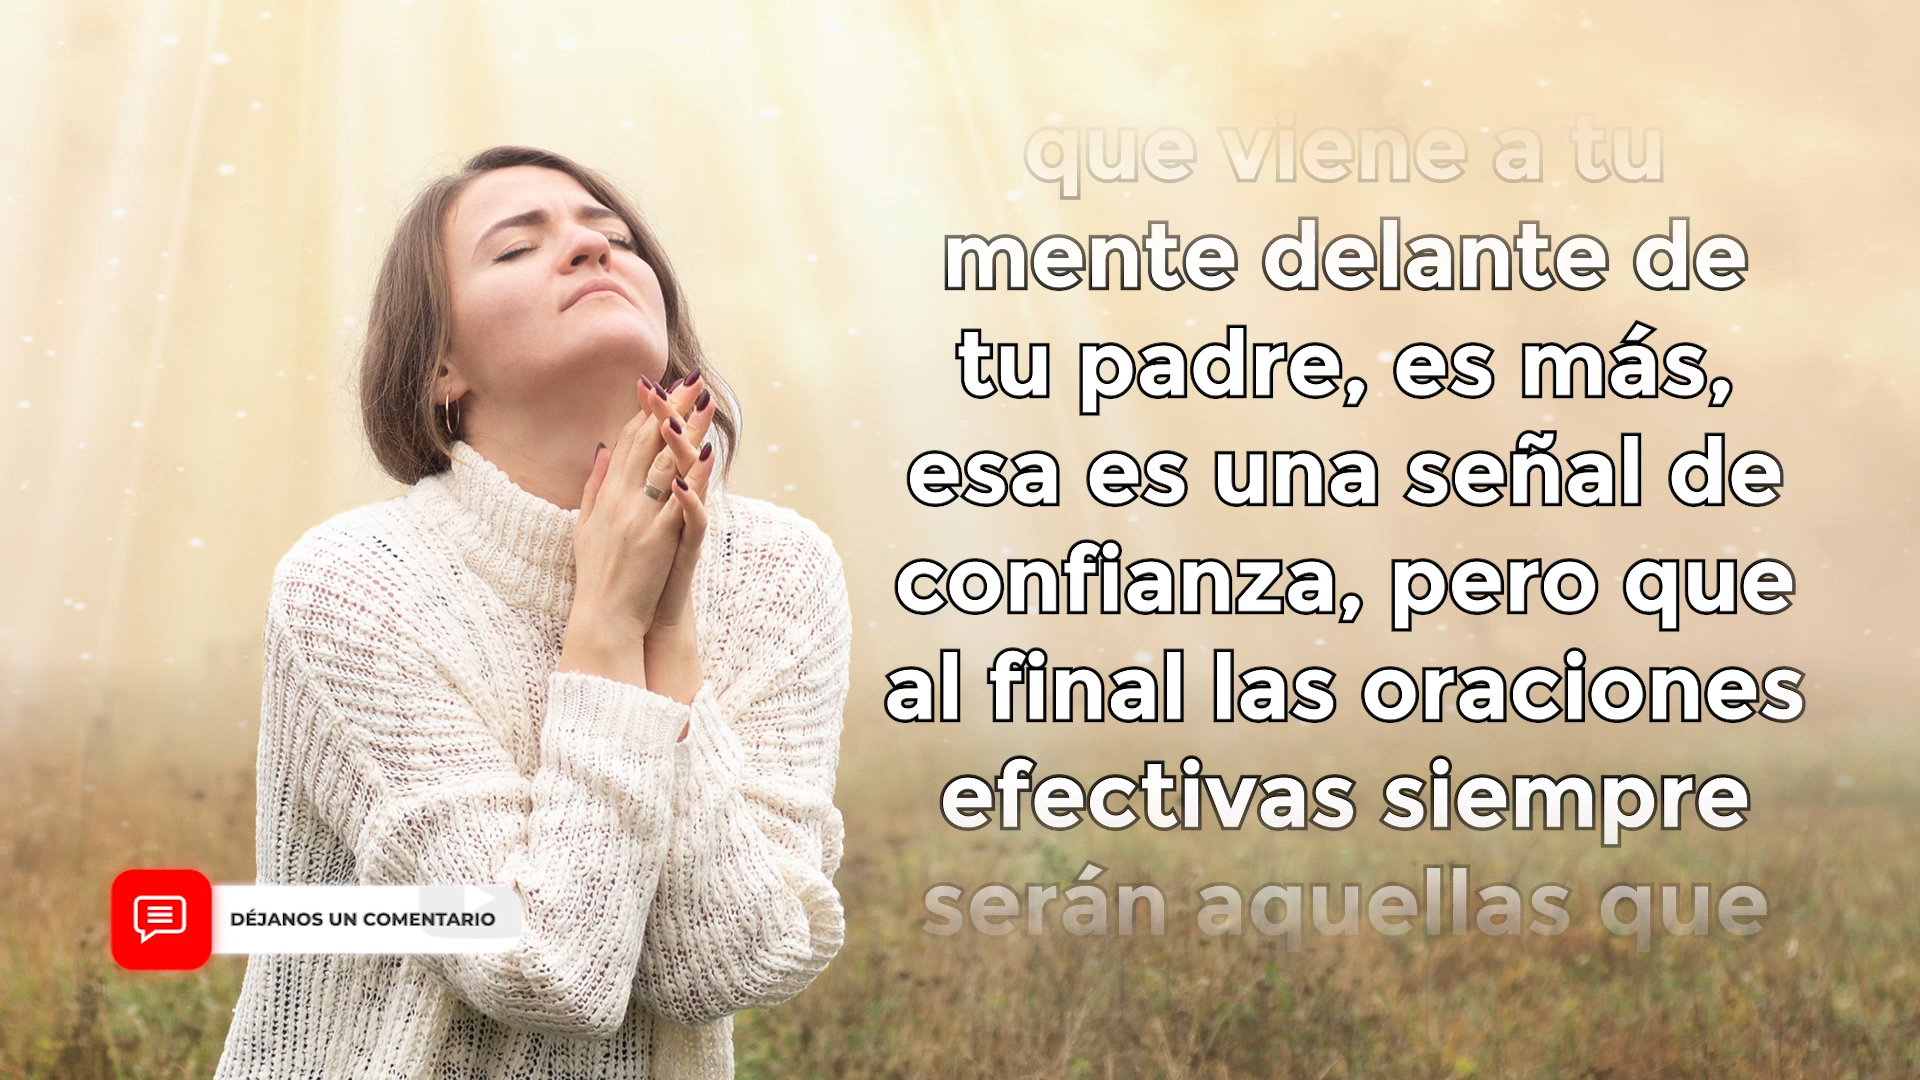 que viene a tu
mente delante de
tu padre, es más,
esa es una señal de
confianza, pero que
al final las oraciones
efectivas siempre
serán aquellas que
DÉJANOS UN COMENTARIO